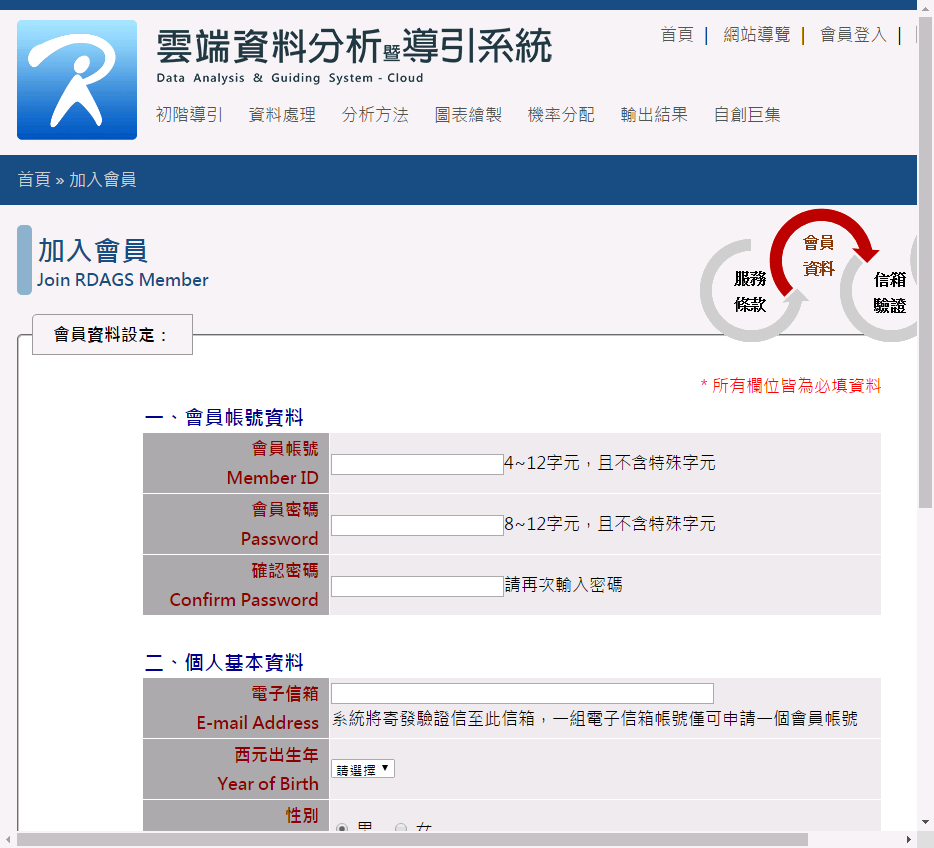 雲端資料分析暨導引系統
Data Analysis & Guiding System - Cloud
首頁 | 網站導覽 | 會員登入 |
初階導引 資料處理 分析方法 圖表繪製 機率分配 輸出結果 自創巨集
首頁 » 加入會員
加入會員
Join RDAGS Member
服務
條款
會員
資料
信箱
驗證
會員資料設定：
* 所有欄位皆為必填資料
一、會員帳號資料
會員帳號
Member ID
4~12字元，且不含特殊字元
會員密碼
Password
8~12字元，且不含特殊字元
確認密碼
Confirm Password
請再次輸入密碼
二、個人基本資料
電子信箱
E-mail Address
系統將寄發驗證信至此信箱，一組電子信箱帳號僅可申請一個會員帳號
西元出生年
Year of Birth
請選擇
性別
男 女